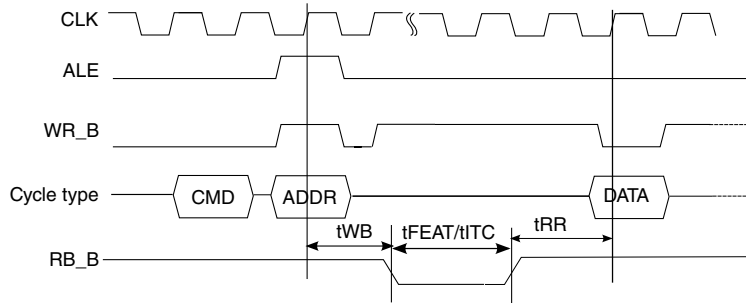 CLK
ALE
WR_B
Cycle type
CMD
ADDR
DATA
tWB
tFEAT/tITC
tRR
RB_B